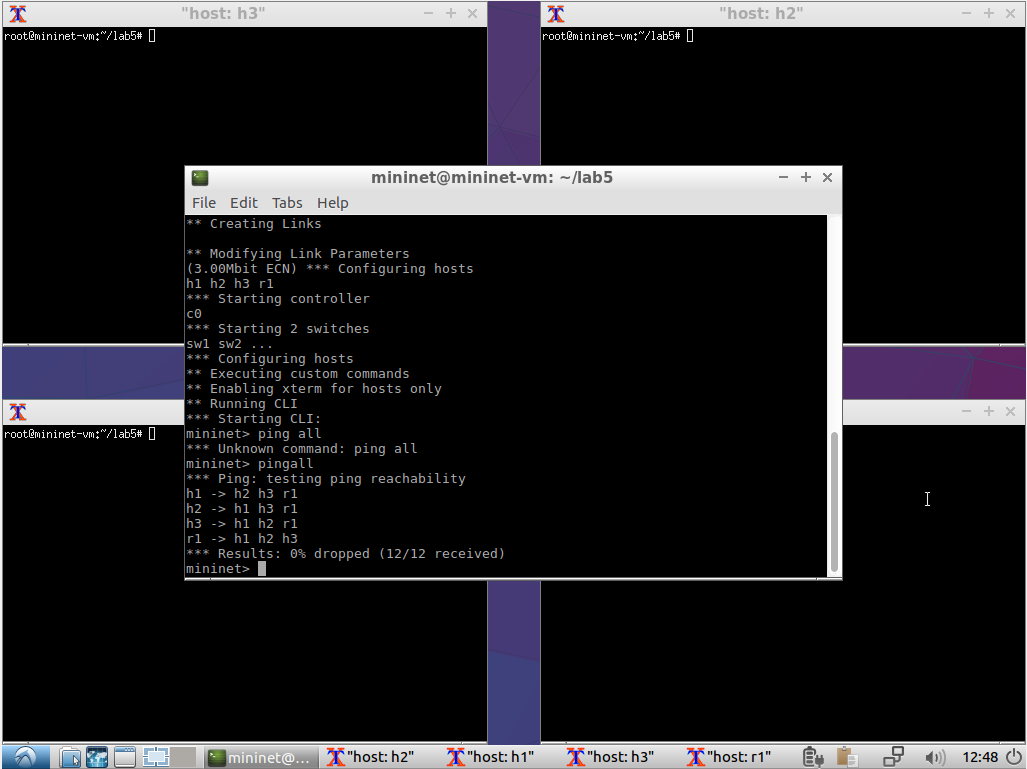 "host: h3"
"host: h2"
root@mininet-vm:~/lab5#
root@mininet-vm:~/lab5#
mininet@mininet-vm: ~/lab5
File Edit Tabs Help
** Creating Links
** Modifying Link Parameters
(3.00Mbit ECN) *** Configuring hosts
h1 h2 h3 r1
*** Starting controller
c0
*** Starting 2 switches
sw1 sw2 ...
*** Configuring hosts
** Executing custom commands
** Enabling xterm for hosts only
** Running CLI
*** Starting CLI:
mininet> ping all
*** Unknown command: ping all
mininet> pingall
*** Ping: testing ping reachability
h1 -> h2 h3 r1
h2 -> h1 h3 r1
h3 -> h1 h2 r1
r1 -> h1 h2 h3
*** Results: 0% dropped (12/12 received)
mininet>
root@mininet-vm:~/lab5#
mininet@... "host: h2" "host: h1" "host: h3" "host: r1" 12:48